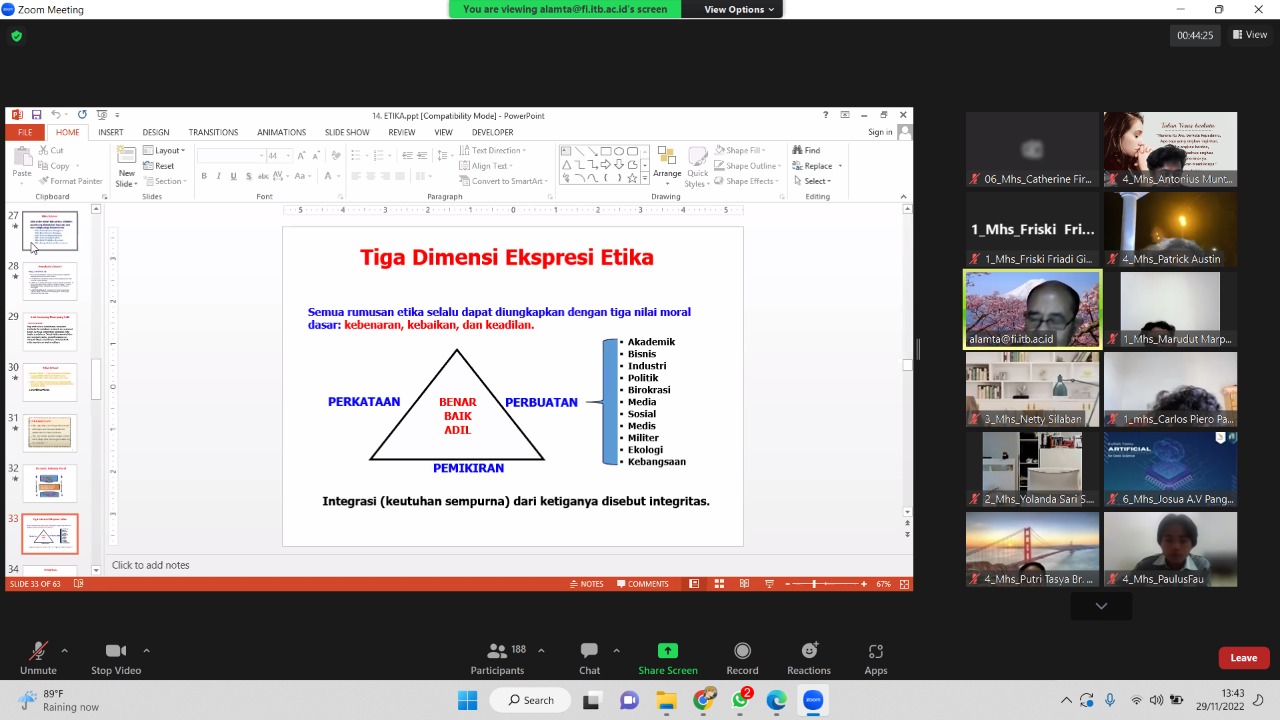 Zoom Meeting
You are viewing alamta@fi.itb.ac.id's screen
View Options
00:44:25
View
14. ETIKA.ppt [Compatibility Mode] - PowerPoint
FILE HOME INSERT DESIGN TRANSITIONS ANIMATIONS SLIDE SHOW REVIEW VIEW DEVELOPER
Sign in
Paste
Cut
Copy
Format Painter
Clipboard
New Slide
Layout
Reset
Section
Slides
44
Font
Text Direction
Align Text
Convert to SmartArt
Paragraph
Arrange
Quick Styles
Shape Fill
Shape Outline
Shape Effects
Drawing
Find
Replace
Select
Editing
27
28
29
30
31
32
33
34
Tiga Dimensi Ekspresi Etika
Semua rumusan etika selalu dapat diungkapkan dengan tiga nilai moral
dasar: kebenaran, kebaikan, dan keadilan.
PERKATAAN
BENAR
BAIK
ADIL
PERBUATAN
PEMIKIRAN
• Akademik
• Bisnis
• Industri
• Politik
• Birokrasi
• Media
• Sosial
• Medis
• Militer
• Ekologi
• Kebangsaan
Integrasi (keutuhan sempurna) dari ketiganya disebut integritas.
Click to add notes
SLIDE 33 OF 63
NOTES
COMMENTS
67%
06_Mhs_Catherine Fir...
4_Mhs_Antonius Munt...
1_Mhs_Friski Fri...
1_Mhs_Friski Friadi Gi...
4_Mhs_Patrick Austin
alamta@fi.itb.ac.id
1_Mhs_Marudut Marp...
3_Mhs_Netty Silaban
1_mhs_Carlos Piero Pa...
2_Mhs_Yolanda Sari S...
ARTIFICIAL
6_Mhs_Josua A.V Pang...
4_Mhs_Putri Tasya Br. ...
4_Mhs_PaulusFau
Unmute
Stop Video
188
Participants
Chat
Share Screen
Record
Reactions
Apps
Leave
89°F
Raining now
Search
2
zoom
13:43
29/11/2022